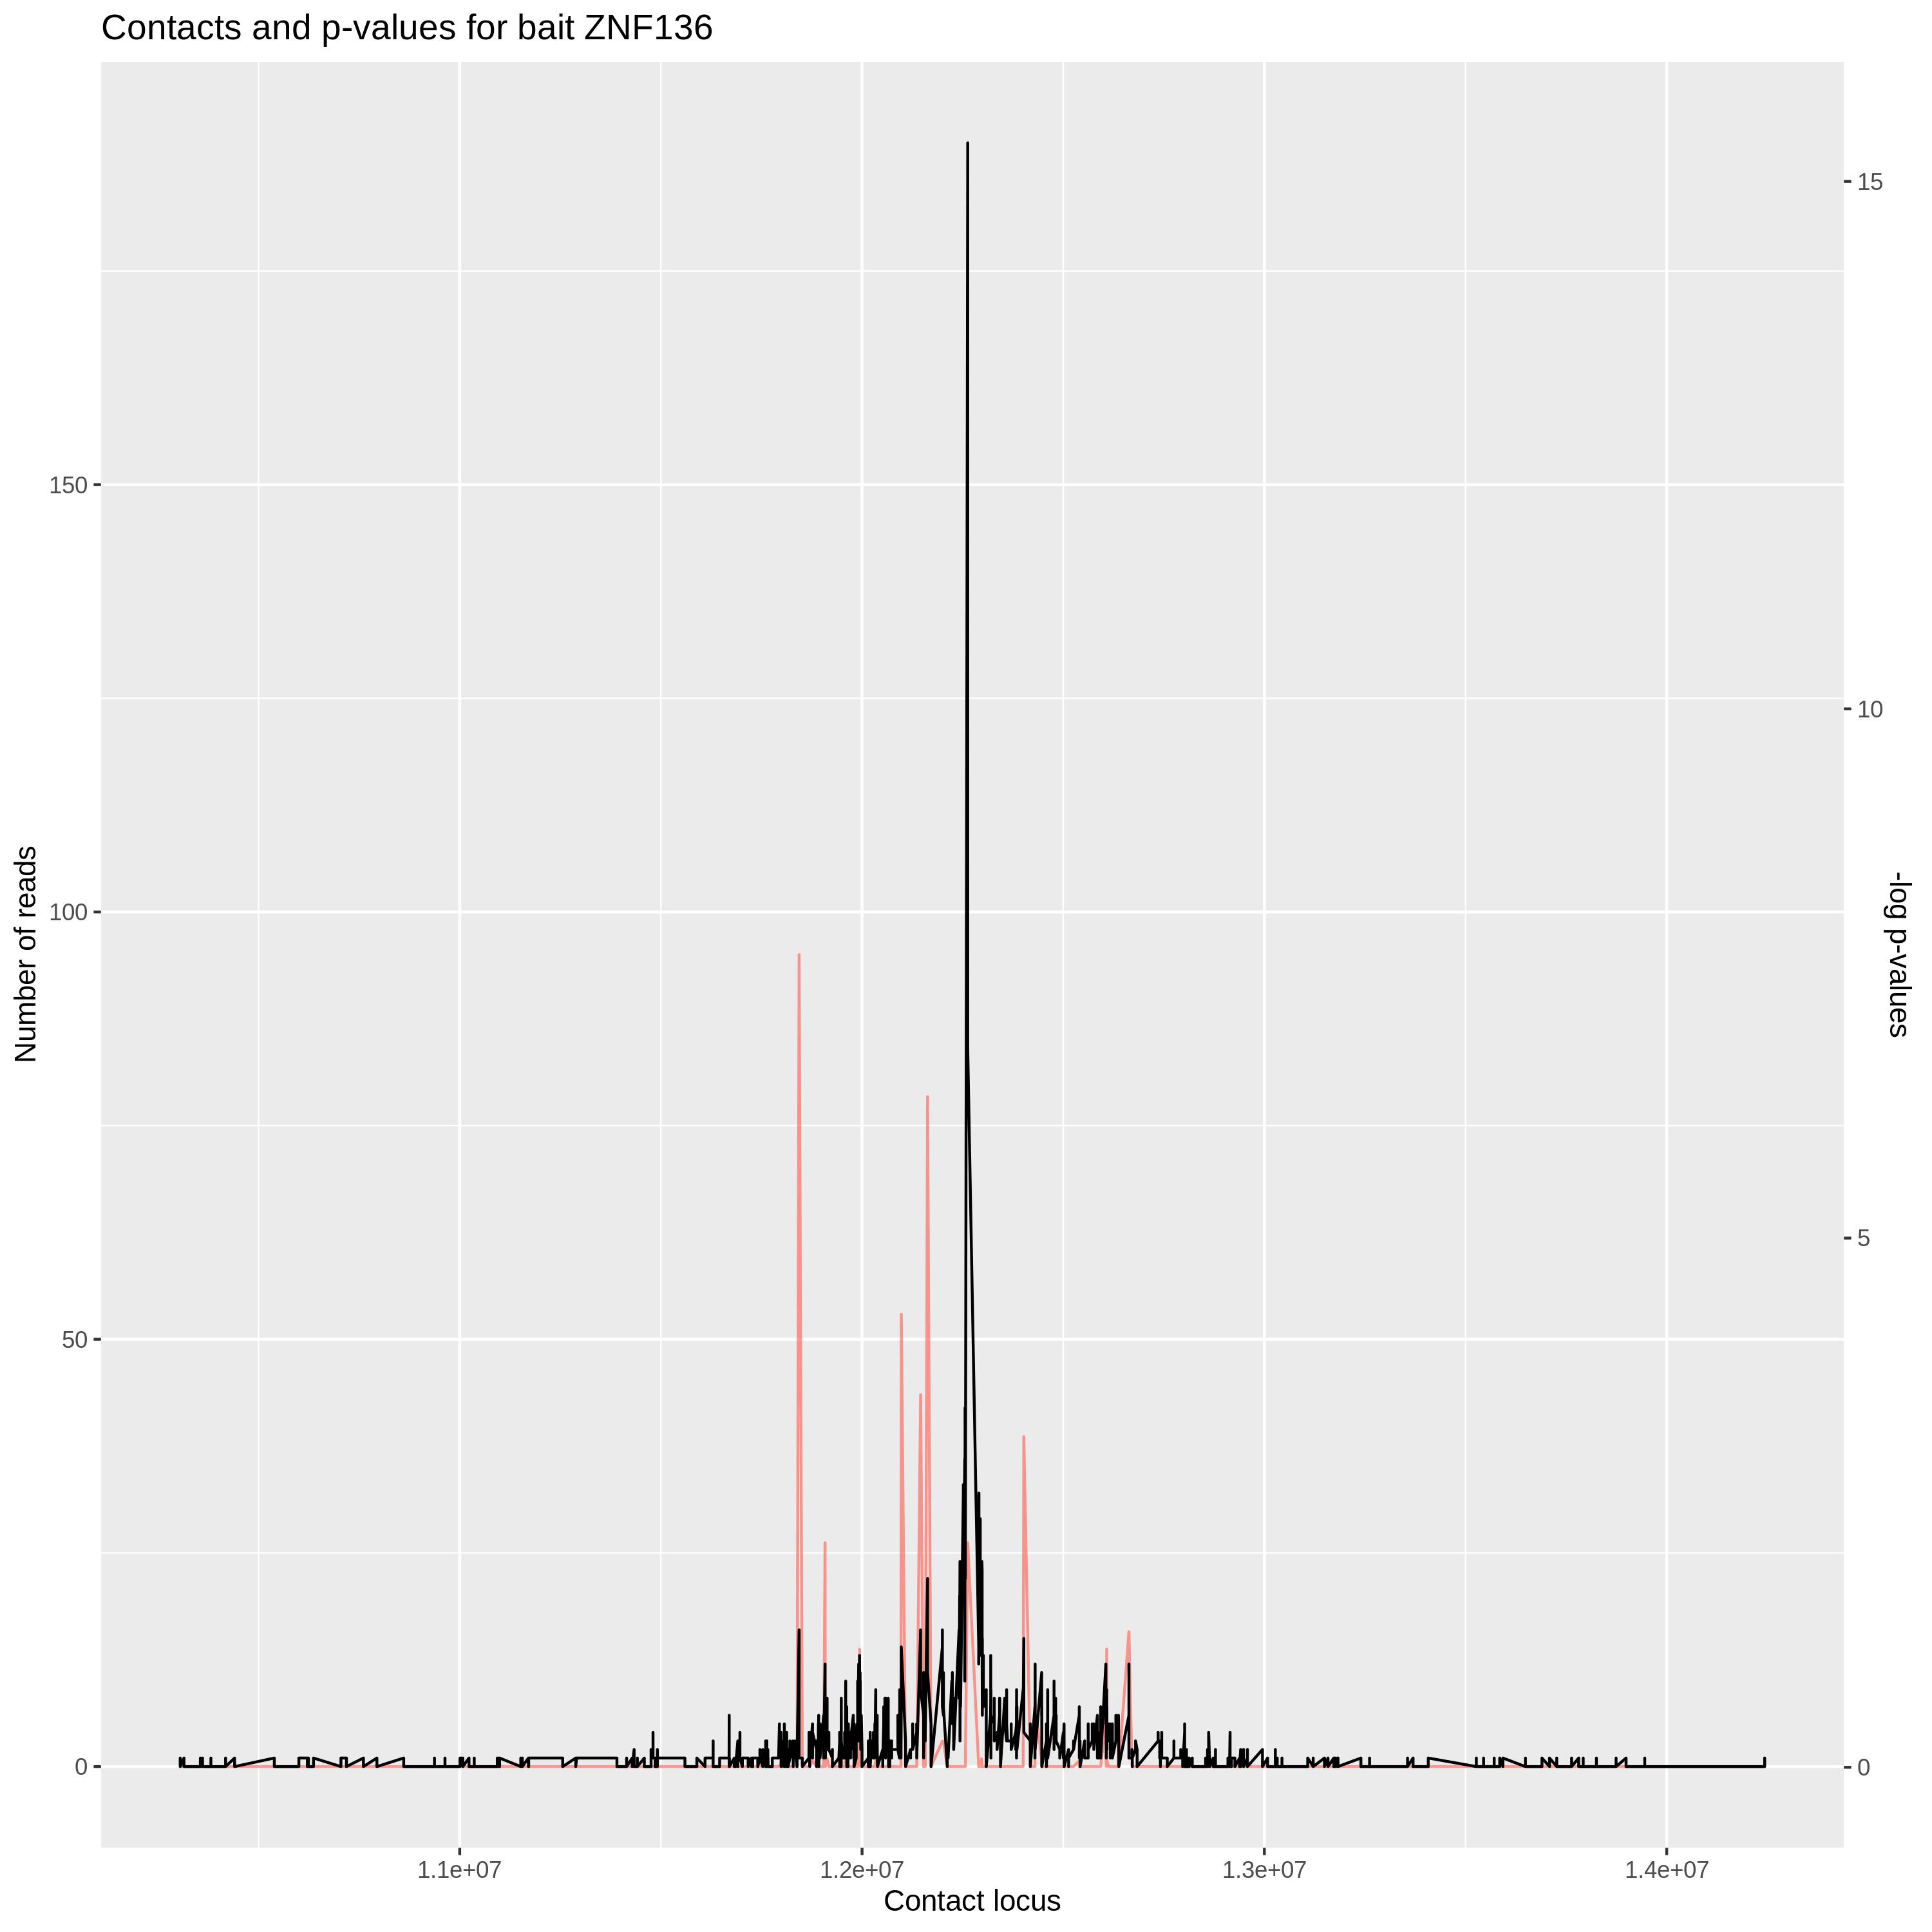 Contacts and p-values for bait ZNF136
Number of reads
150
100
50
0
15
10
5
0
-log p-values
1.1e+07
1.2e+07
1.3e+07
1.4e+07
Contact locus